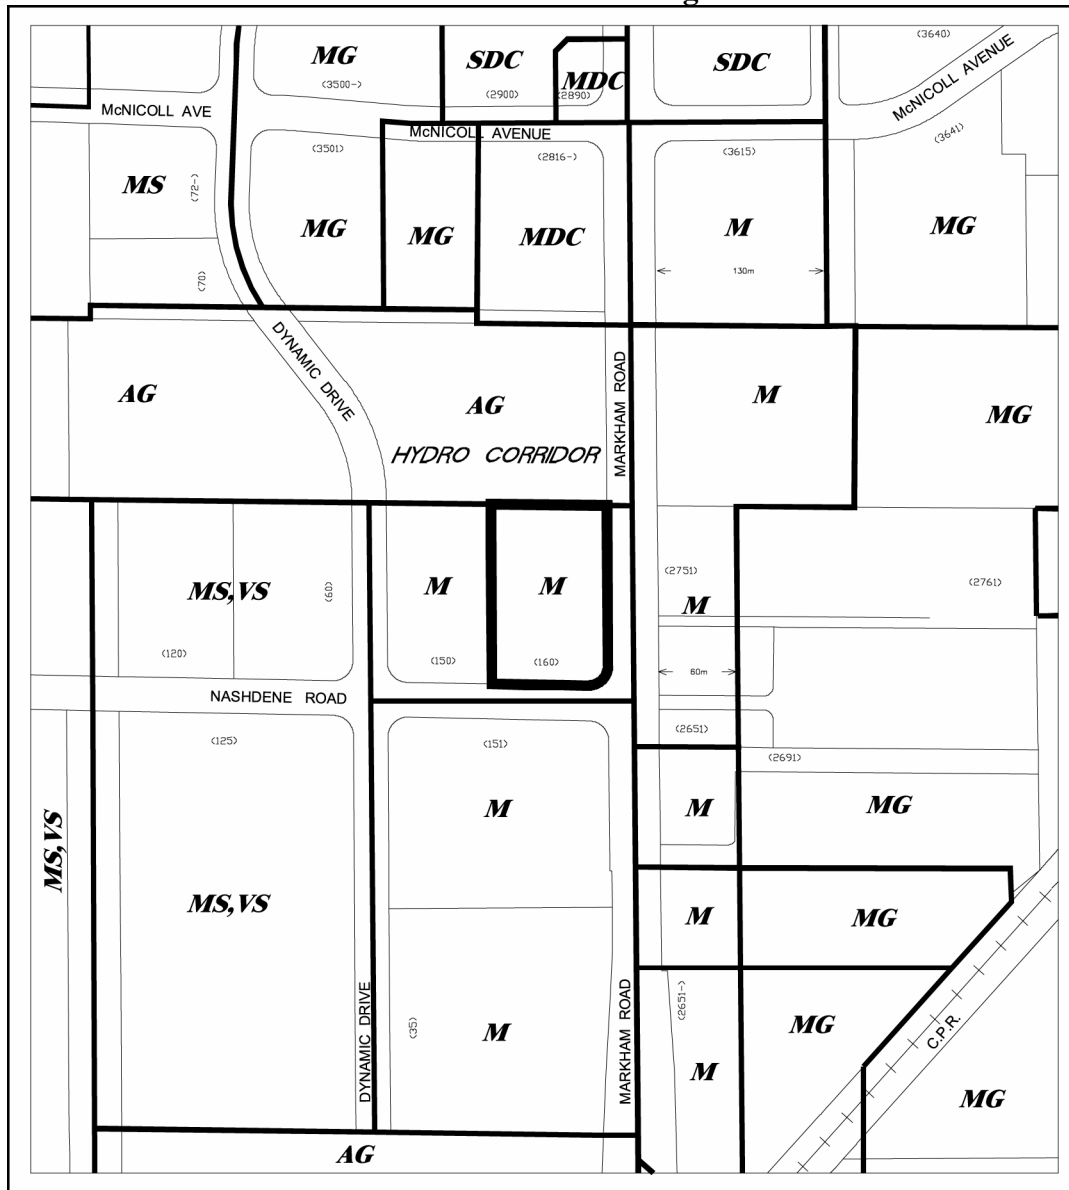 MG
SDC
MDC
SDC
(3640)
McNICOLL AVENUE
(3500-)
(2900)
(2890)
McNICOLL AVE
McNICOLL AVENUE
(3641)
(3501)
(2816-)
(3615)
MS
(72-)
MG
MG
MDC
M
MG
130m
(70)
DYNAMIC DRIVE
MARKHAM ROAD
AG
AG
M
MG
HYDRO CORRIDOR
MS,VS
(60)
M
M
(2751)
M
(2761)
(120)
(150)
(160)
60m
NASHDENE ROAD
(125)
(151)
(2651)
(2691)
MS,VS
M
M
MG
MS,VS
M
MG
DYNAMIC DRIVE
(35)
M
MARKHAM ROAD
(2651-)
MG
C.P.R.
M
MG
AG